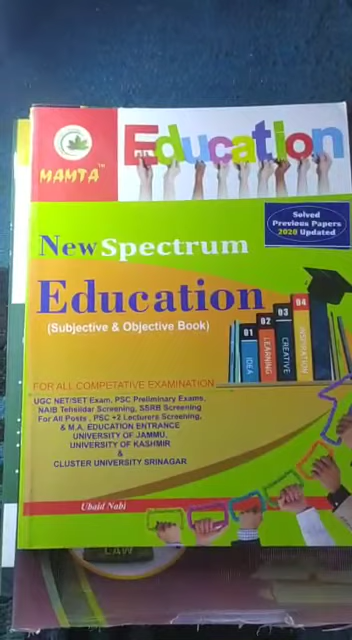 Education
MAMTA™
Solved
Previous Papers
2020 Updated
New Spectrum
Education
(Subjective & Objective Book)
01
02
03
04
IDEA
LEARNING
CREATIVE
INSPIRATION
FOR ALL COMPETATIVE EXAMINATION
UGC NET/SET Exam, PSC Preliminary Exams,
NAIB Tehsildar Screening, SSRB Screening
For All Posts , PSC +2 Lecturers Screening,
& M.A. EDUCATION ENTRANCE
UNIVERSITY OF JAMMU,
UNIVERSITY OF KASHMIR
&
CLUSTER UNIVERSITY SRINAGAR
Ubaid Nabi
LAW